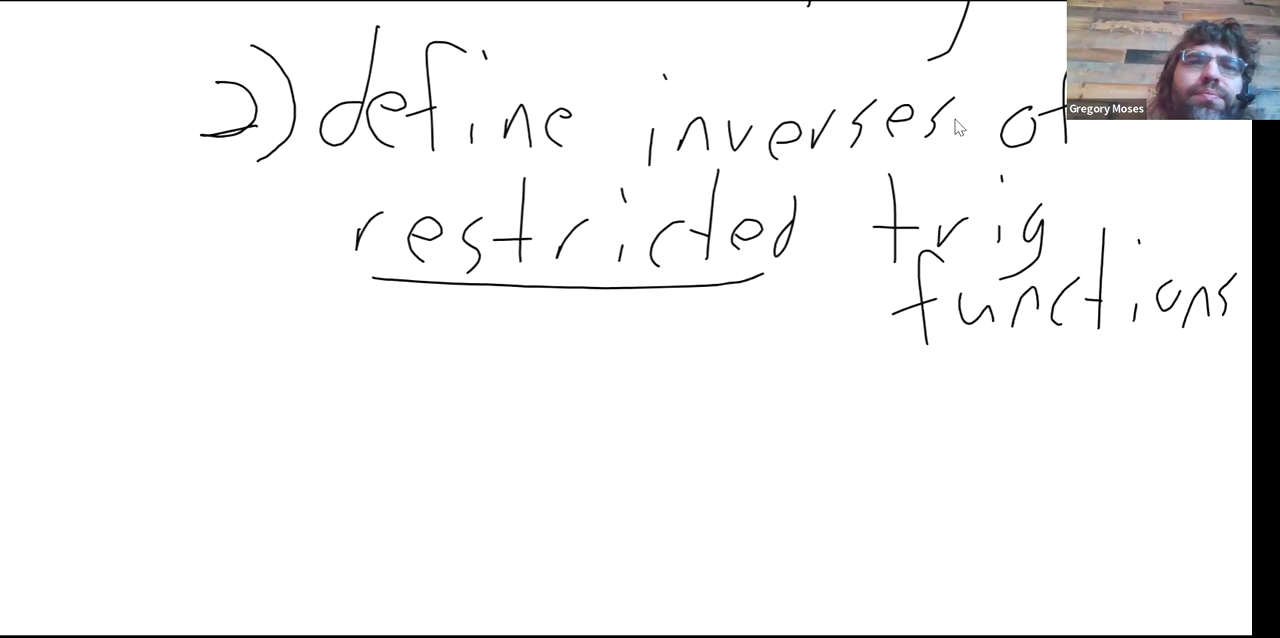 2) define inverses of
Gregory Moses
restricted trig
functions